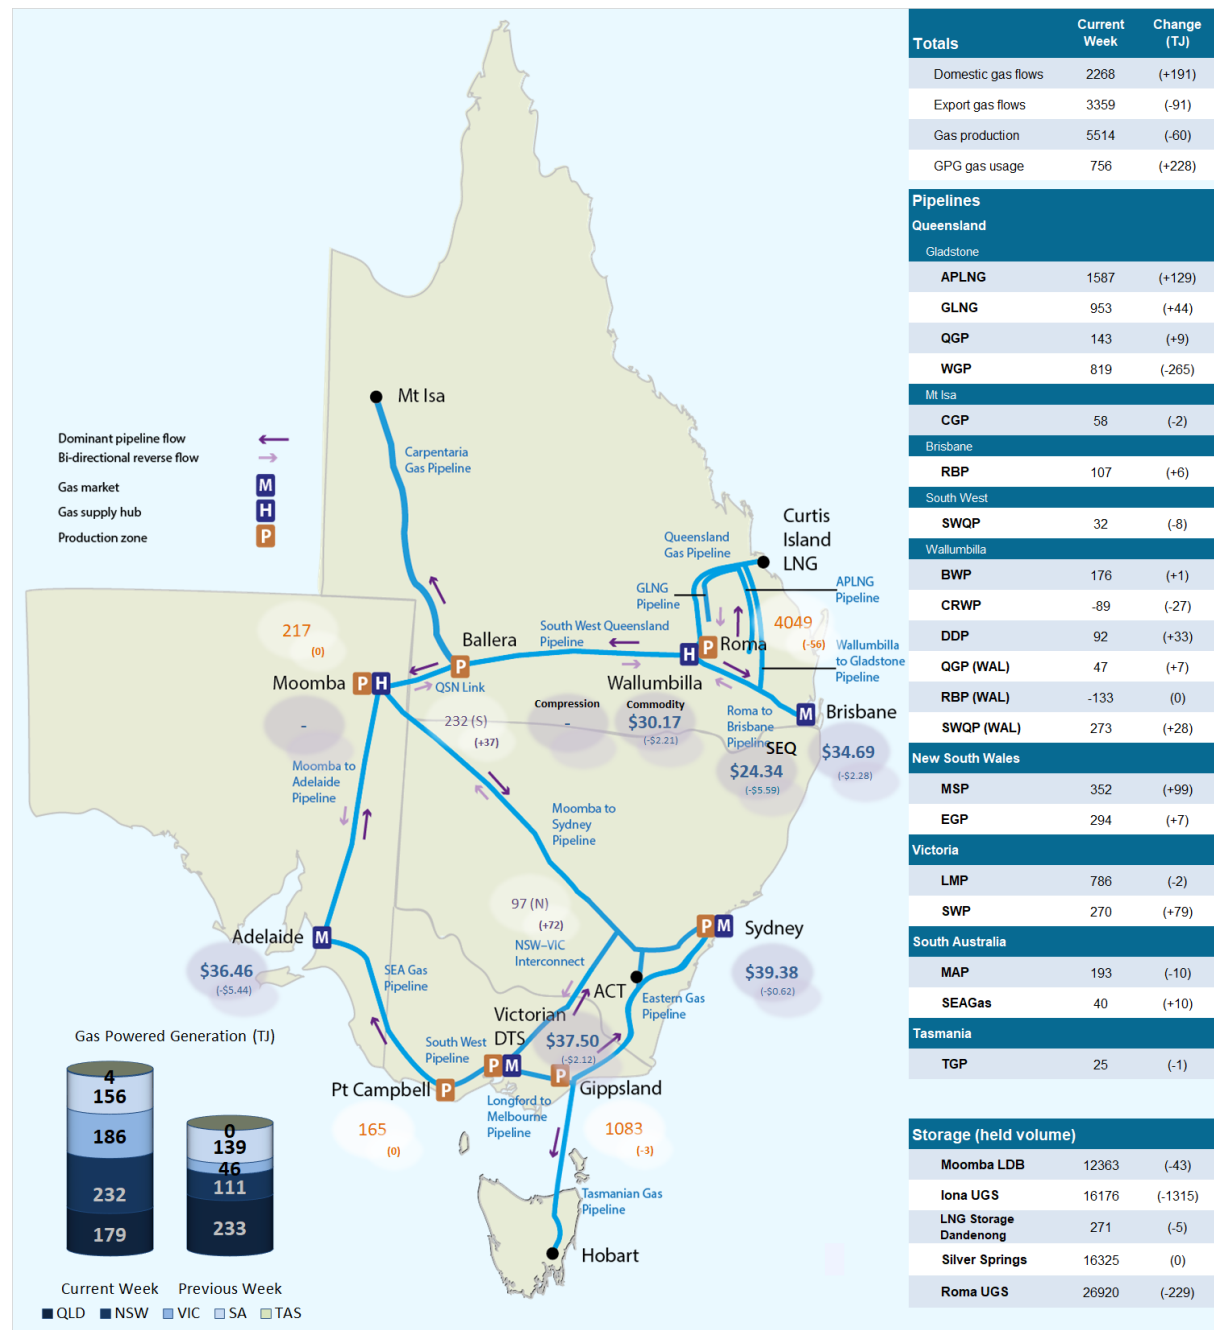 Totals Current Week Change (TJ)
Domestic gas flows 2268 (+191)
Export gas flows 3359 (-91)
Gas production 5514 (-60)
GPG gas usage 756 (+228)
Pipelines
Queensland
Gladstone
APLNG 1587 (+129)
GLNG 953 (+44)
QGP 143 (+9)
WGP 819 (-265)
Mt Isa
CGP 58 (-2)
Brisbane
RBP 107 (+6)
South West
SWQP 32 (-8)
Wallumbilla
BWP 176 (+1)
CRWP -89 (-27)
DDP 92 (+33)
QGP (WAL) 47 (+7)
RBP (WAL) -133 (0)
SWQP (WAL) 273 (+28)
New South Wales
MSP 352 (+99)
EGP 294 (+7)
Victoria
LMP 786 (-2)
SWP 270 (+79)
South Australia
MAP 193 (-10)
SEAGas 40 (+10)
Tasmania
TGP 25 (-1)
Storage (held volume)
Moomba LDB 12363 (-43)
Iona UGS 16176 (-1315)
LNG Storage
Dandenong 271 (-5)
Silver Springs 16325 (0)
Roma UGS 26920 (-229)
Mt Isa
Carpentaria
Gas Pipeline
Dominant pipeline flow
Bi-directional reverse flow
Gas market M
Gas supply hub H
Production zone P
Curtis
Island
LNG
Queensland
Gas Pipeline
GLNG
Pipeline
APLNG
Pipeline
4049
(-56)
Wallumbilla
to Gladstone
Pipeline
217
(0)
Ballera
P
South West Queensland
Pipeline
H P Roma
Wallumbilla
Moomba P H
QSN Link
-
232 (S)
(+37)
Compression
-
Commodity
$30.17
(-$2.21)
Roma to
Brisbane
Pipeline
M Brisbane
SEQ
$24.34
(-$5.59)
$34.69
(-$2.28)
Moomba to
Adelaide
Pipeline
Moomba to
Sydney
Pipeline
97 (N)
(+72)
NSW–VIC
Interconnect
P M Sydney
$39.38
(-$0.62)
Adelaide M
$36.46
(-$5.44)
SEA Gas
Pipeline
ACT
Eastern Gas
Pipeline
Victorian
DTS
$37.50
(-$2.12)
South West
Pipeline
P M
P
Gippsland
Pt Campbell P
165
(0)
Longford to
Melbourne
Pipeline
1083
(-3)
Tasmanian Gas
Pipeline
Hobart
Gas Powered Generation (TJ)
4
156
186
232
179
0
139
46
111
233
Current Week Previous Week
QLD NSW VIC SA TAS